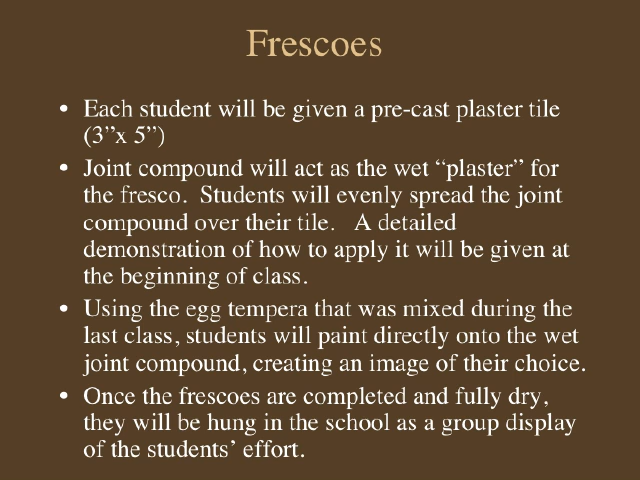 Frescoes
• Each student will be given a pre-cast plaster tile
(3”x 5”)
• Joint compound will act as the wet “plaster” for
the fresco.  Students will evenly spread the joint
compound over their tile.   A detailed
demonstration of how to apply it will be given at
the beginning of class.
• Using the egg tempera that was mixed during the
last class, students will paint directly onto the wet
joint compound, creating an image of their choice.
• Once the frescoes are completed and fully dry,
they will be hung in the school as a group display
of the students’ effort.